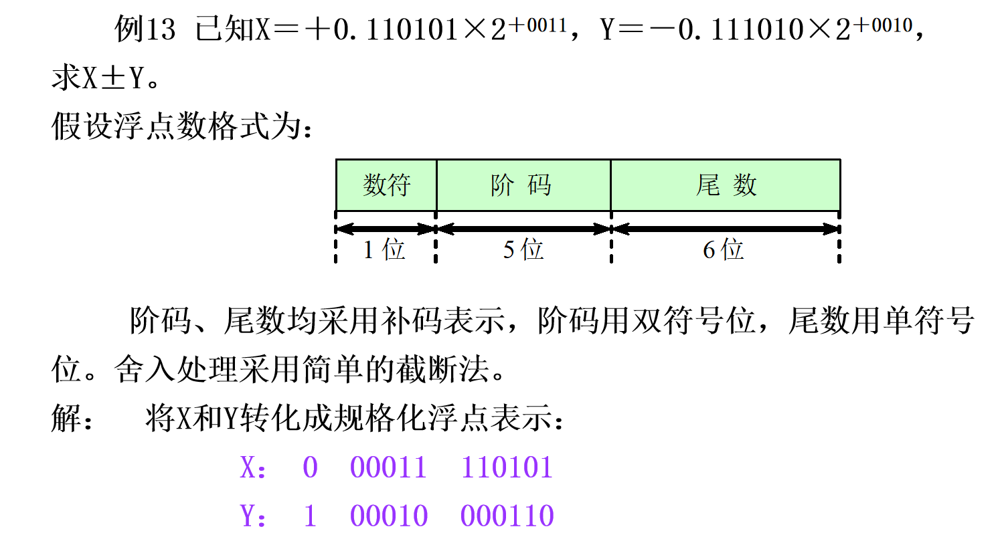 例13 已知X=+0.110101×2⁺⁰⁰¹¹,Y=-0.111010×2⁺⁰⁰¹⁰,
求X±Y。
假设浮点数格式为:
数符 阶 码 尾 数
1 位 5 位 6 位
阶码、尾数均采用补码表示,阶码用双符号位,尾数用单符号
位。舍入处理采用简单的截断法。
解: 将X和Y转化成规格化浮点表示:
X: 0 00011 110101
Y: 1 00010 000110